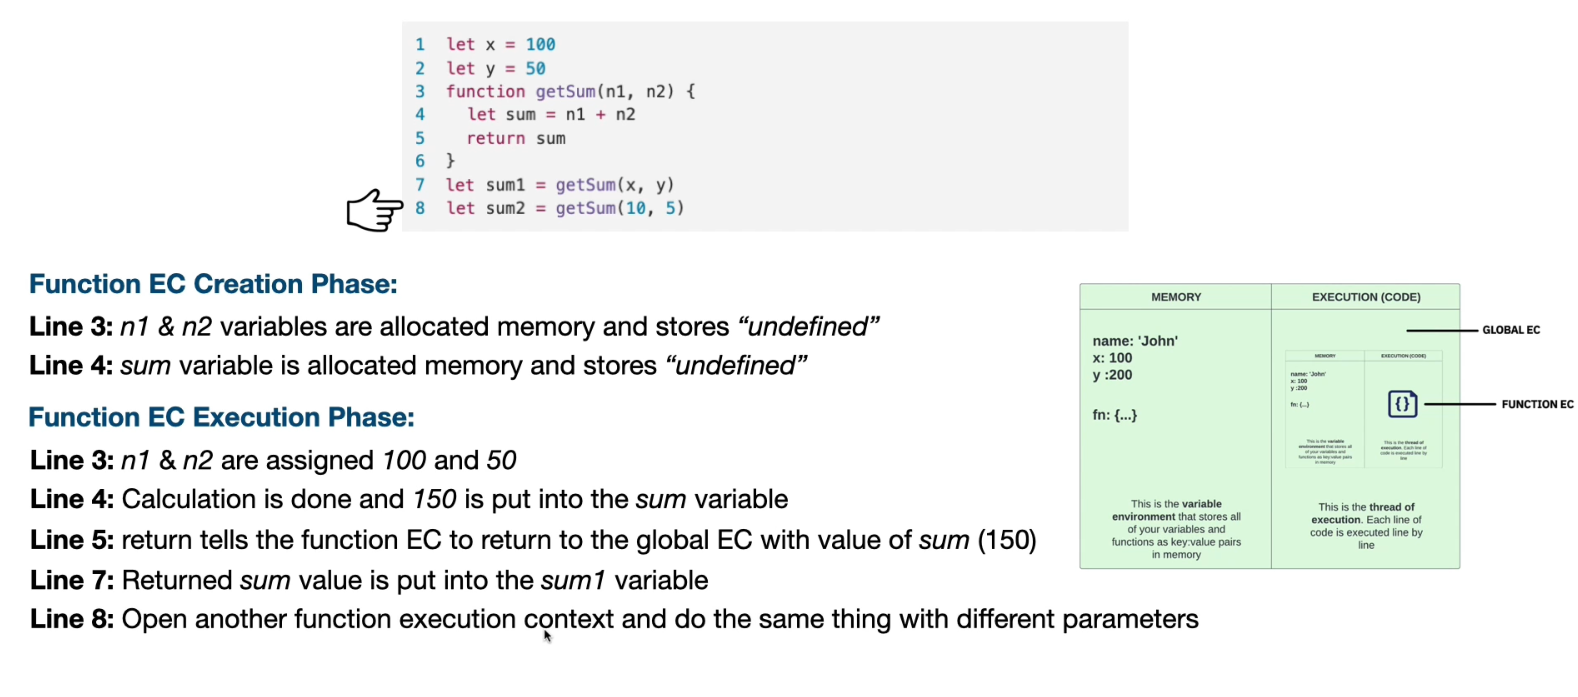 1 let x = 100
2 let y = 50
3 function getSum(n1, n2) {
4 let sum = n1 + n2
5 return sum
6 }
7 let sum1 = getSum(x, y)
8 let sum2 = getSum(10, 5)
Function EC Creation Phase:
Line 3: n1 & n2 variables are allocated memory and stores “undefined”
Line 4: sum variable is allocated memory and stores “undefined”
Function EC Execution Phase:
Line 3: n1 & n2 are assigned 100 and 50
Line 4: Calculation is done and 150 is put into the sum variable
Line 5: return tells the function EC to return to the global EC with value of sum (150)
Line 7: Returned sum value is put into the sum1 variable
Line 8: Open another function execution context and do the same thing with different parameters
MEMORY
name: 'John'
x: 100
y :200
fn: {...}
This is the variable
environment that stores all
of your variables and
functions as key:value pairs
in memory
EXECUTION (CODE)
MEMORY
name: 'John'
x: 100
y :200
fn: {...}
This is the variable
environment that stores all
of your variables and
functions as key:value pairs
in memory
EXECUTION (CODE)
{}
This is the thread of
execution. Each line of
code is executed line by
line
This is the thread of
execution. Each line of
code is executed line by
line
GLOBAL EC
FUNCTION EC